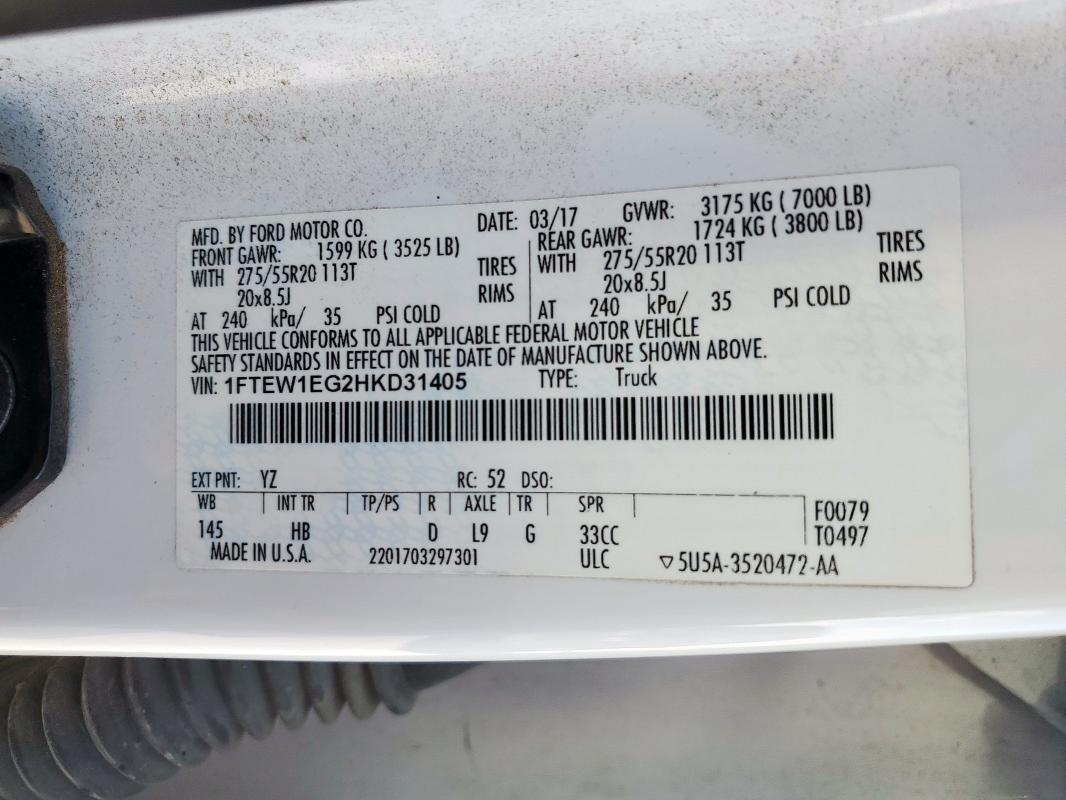 MFD. BY FORD MOTOR CO. DATE: 03/17 GVWR: 3175 KG ( 7000 LB)
FRONT GAWR: 1599 KG ( 3525 LB) REAR GAWR: 1724 KG ( 3800 LB)
WITH 275/55R20 113T TIRES WITH 275/55R20 113T TIRES
20x8.5J RIMS 20x8.5J RIMS
AT 240 kPa/ 35 PSI COLD AT 240 kPa/ 35 PSI COLD
THIS VEHICLE CONFORMS TO ALL APPLICABLE FEDERAL MOTOR VEHICLE
SAFETY STANDARDS IN EFFECT ON THE DATE OF MANUFACTURE SHOWN ABOVE.
VIN: 1FTEW1EG2HKD31405 TYPE: Truck
EXT PNT: YZ RC: 52 DSO:
WB INT TR TP/PS R AXLE TR SPR F0079
145 HB D L9 G 33CC T0497
MADE IN U.S.A. 2201703297301 ULC ▽5U5A-3520472-AA